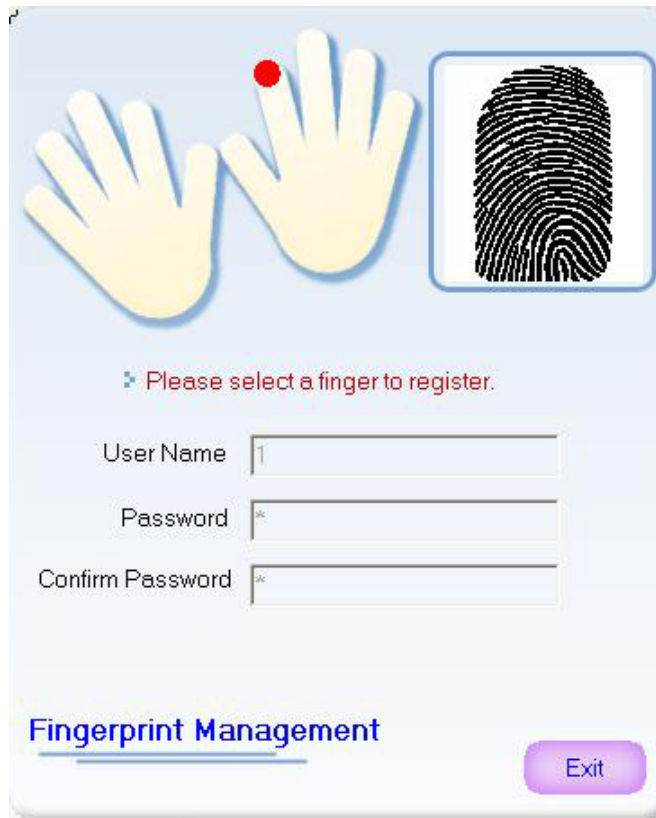 Please select a finger to register.
User Name 1
Password *
Confirm Password *
Fingerprint Management
Exit